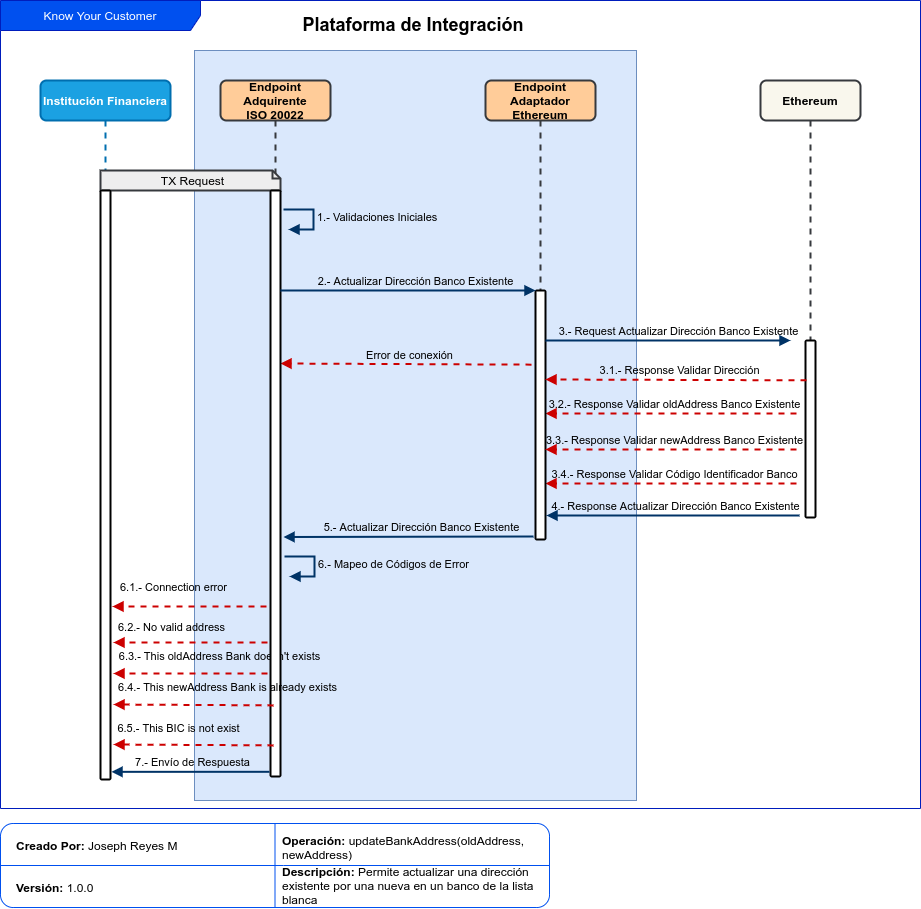 Know Your Customer
Plataforma de Integración
Institución Financiera
Endpoint
Adquirente
ISO 20022
Endpoint
Adaptador
Ethereum
Ethereum
TX Request
1.- Validaciones Iniciales
2.- Actualizar Dirección Banco Existente
3.- Request Actualizar Dirección Banco Existente
Error de conexión
3.1.- Response Validar Dirección
3.2.- Response Validar oldAddress Banco Existente
3.3.- Response Validar newAddress Banco Existente
3.4.- Response Validar Código Identificador Banco
4.- Response Actualizar Dirección Banco Existente
5.- Actualizar Dirección Banco Existente
6.- Mapeo de Códigos de Error
6.1.- Connection error
6.2.- No valid address
6.3.- This oldAddress Bank doesn't exists
6.4.- This newAddress Bank is already exists
6.5.- This BIC is not exist
7.- Envío de Respuesta
Creado Por: Joseph Reyes M
Operación: updateBankAddress(oldAddress,
newAddress)
Versión: 1.0.0
Descripción: Permite actualizar una dirección
existente por una nueva en un banco de la lista
blanca